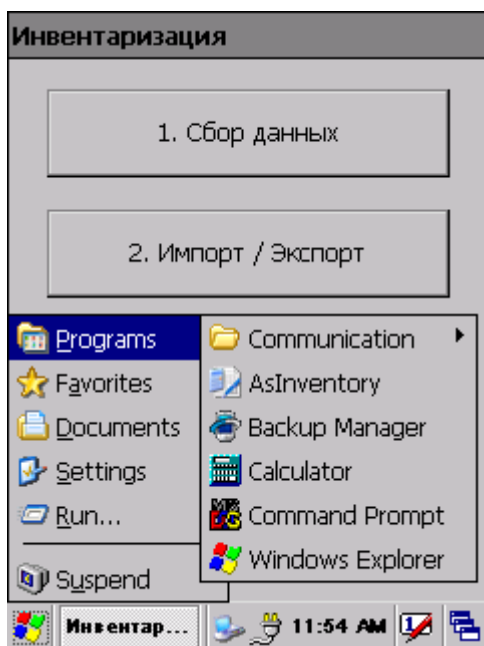 Инвентаризация
1. Сбор данных
2. Импорт / Экспорт
Programs
Favorites
Documents
Settings
Run...
Suspend
Communication
AsInventory
Backup Manager
Calculator
Command Prompt
Windows Explorer
Инвентар...
11:54 AM